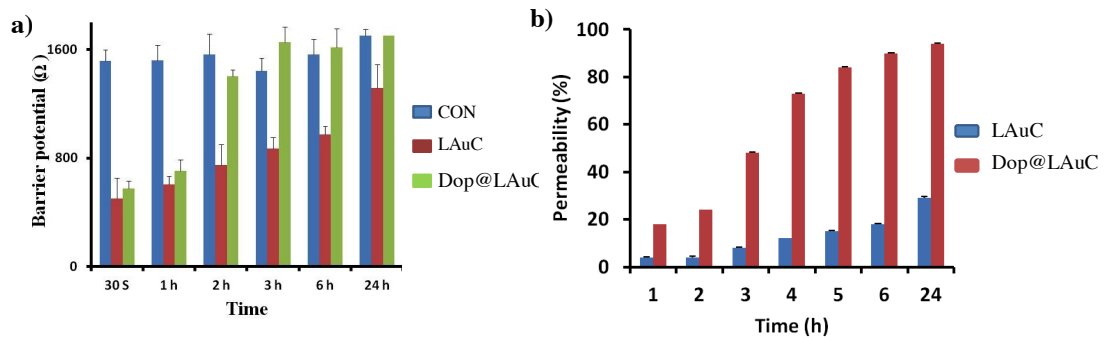 a)
Barrier potential (Ω)
1600
800
0
30 S 1 h 2 h 3 h 6 h 24 h
Time
CON
LAuC
Dop@LAuC
b)
Permeability (%)
100
80
60
40
20
0
1 2 3 4 5 6 24
Time (h)
LAuC
Dop@LAuC